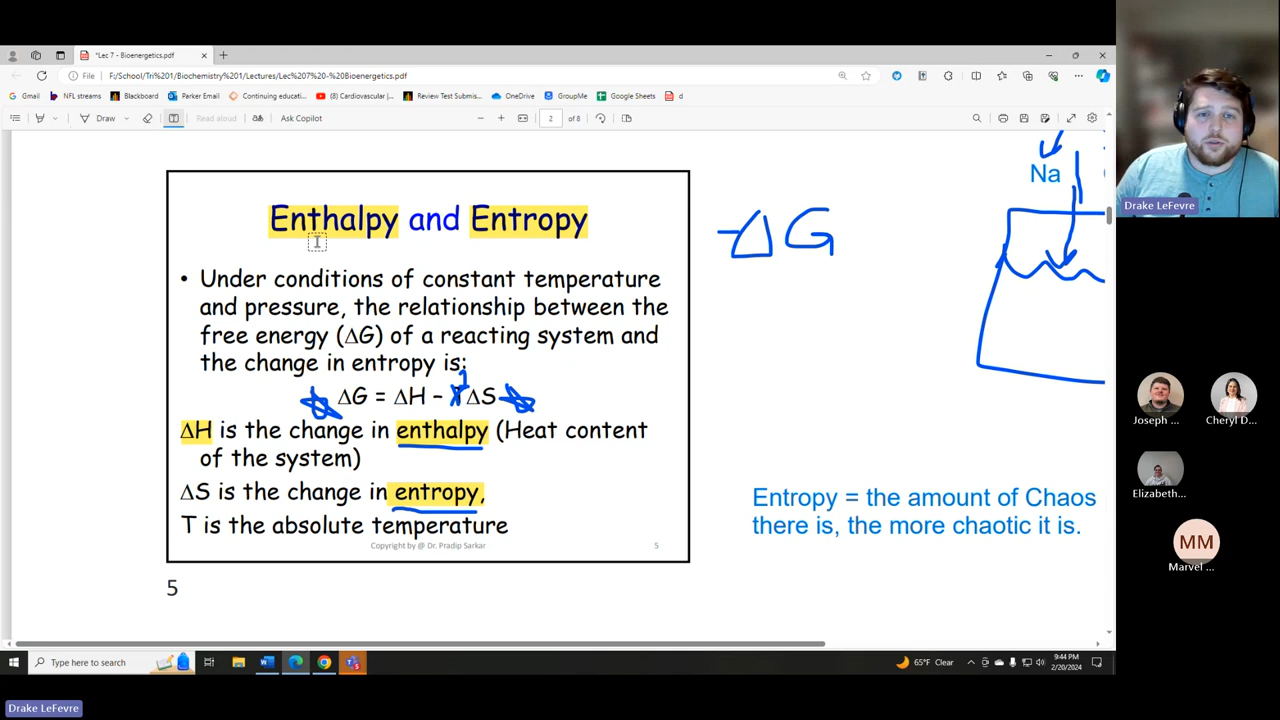 *Lec 7 - Bioenergetics.pdf
File
F:/School/Tri%201/Biochemistry%201/Lectures/Lec%207%20-%20Bioenergetics.pdf
Gmail NFL streams Blackboard Parker Email Continuing educati... (8) Cardiovascular |... Review Test Submis... OneDrive GroupMe Google Sheets d
Draw Read aloud Ask Copilot 2 of 8
Enthalpy and Entropy
• Under conditions of constant temperature
and pressure, the relationship between the
free energy (ΔG) of a reacting system and
the change in entropy is:
ΔG = ΔH – TΔS
ΔH is the change in enthalpy (Heat content
of the system)
ΔS is the change in entropy,
T is the absolute temperature
Copyright by @ Dr. Pradip Sarkar 5
5
-ΔG
Na
Entropy = the amount of Chaos
there is, the more chaotic it is.
Drake LeFevre
Joseph ... Cheryl D...
Elizabeth...
MM
Marvel ...
Type here to search
65°F Clear
9:44 PM
2/20/2024
Drake LeFevre